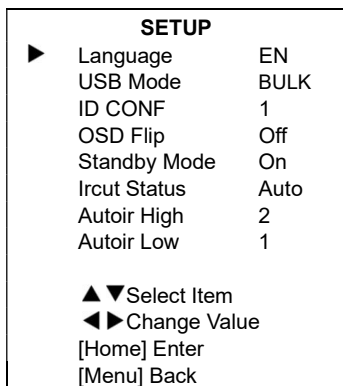 SETUP
▶ Language EN
USB Mode BULK
ID CONF 1
OSD Flip Off
Standby Mode On
Ircut Status Auto
Autoir High 2
Autoir Low 1
▲▼Select Item
◀▶Change Value
[Home] Enter
[Menu] Back